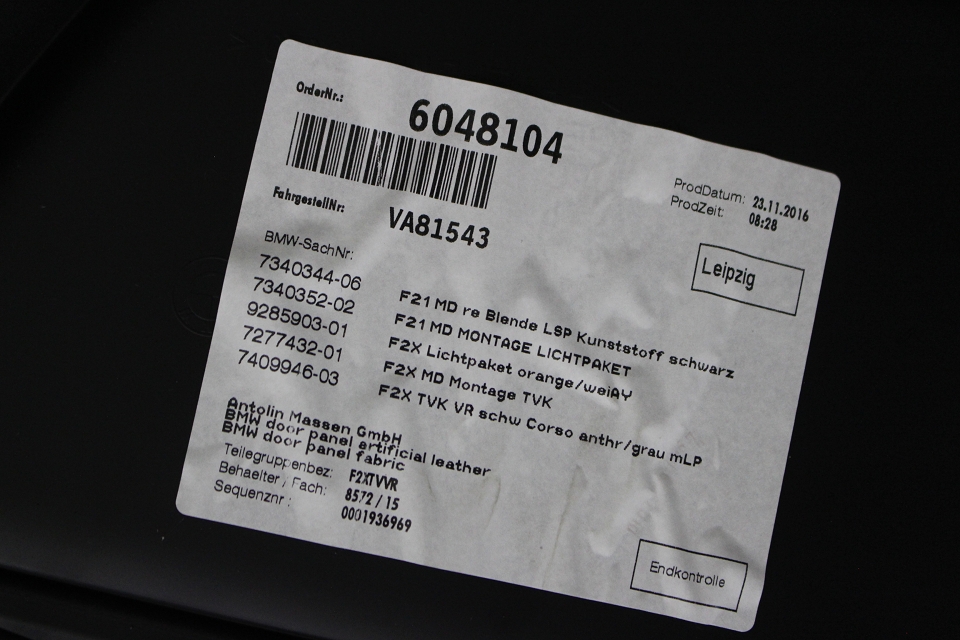 OrderNr.: 6048104
ProdDatum: 23.11.2016
ProdZeit: 08:28
FahrgestellNr: VA81543
Leipzig
BMW-SachNr:
7340344-06 F21 MD re Blende LSP Kunststoff schwarz
7340352-02 F21 MD MONTAGE LICHTPAKET
9285903-01 F2X Lichtpaket orange/weiAY
7277432-01 F2X MD Montage TVK
7409946-03 F2X TVK VR schw Corso anthr/grau mLP
Antolin Massen GmbH
BMW door panel artificial leather
BMW door panel fabric
Teilegruppenbez: F2XTVVR
Behaelter / Fach: 8572 / 15
Sequenznr : 0001936969
Endkontrolle